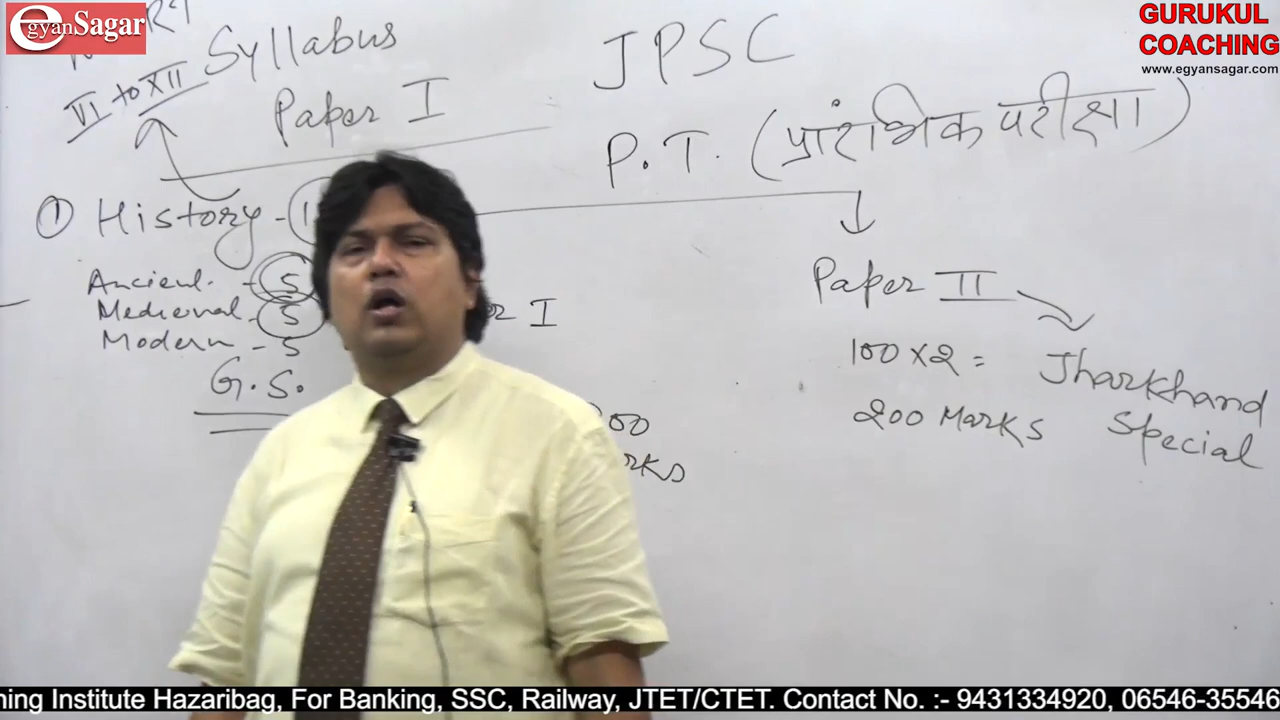 egyanSagar
GURUKUL
COACHING
www.egyansagar.com
VI to XII
Syllabus
Paper I
JPSC
P.T. (प्रारंभिक परीक्षा)
① History -
Ancient - 5
Medieval - 5
Modern - 5
G.S.
I
Paper II
100 x 2 =
200 Marks
Jharkhand
Special
Institute Hazaribag, For Banking, SSC, Railway, JTET/CTET. Contact No. :- 9431334920, 06546-35546